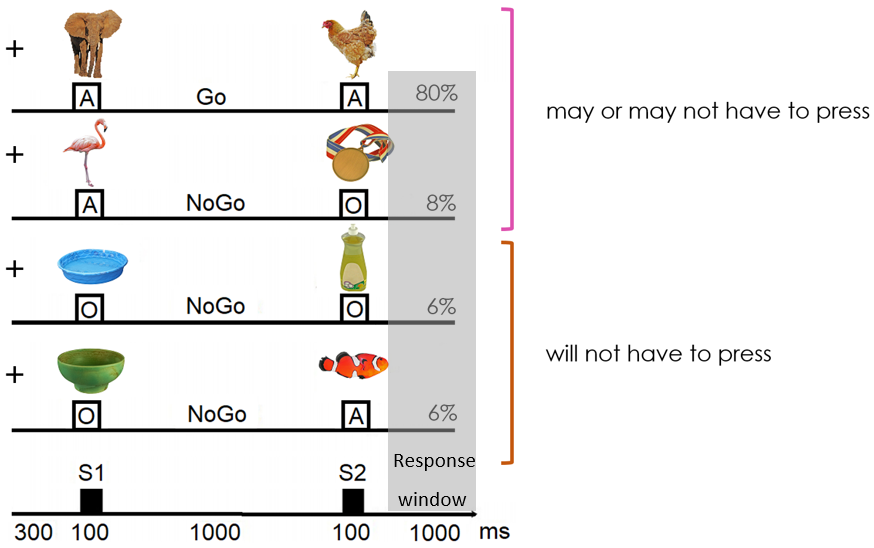 +
A Go A 80%
may or may not have to press
+
A NoGo O 8%
+
O NoGo O 6%
will not have to press
+
O NoGo A 6%
S1 S2 Response
window
300 100 1000 100 1000 ms